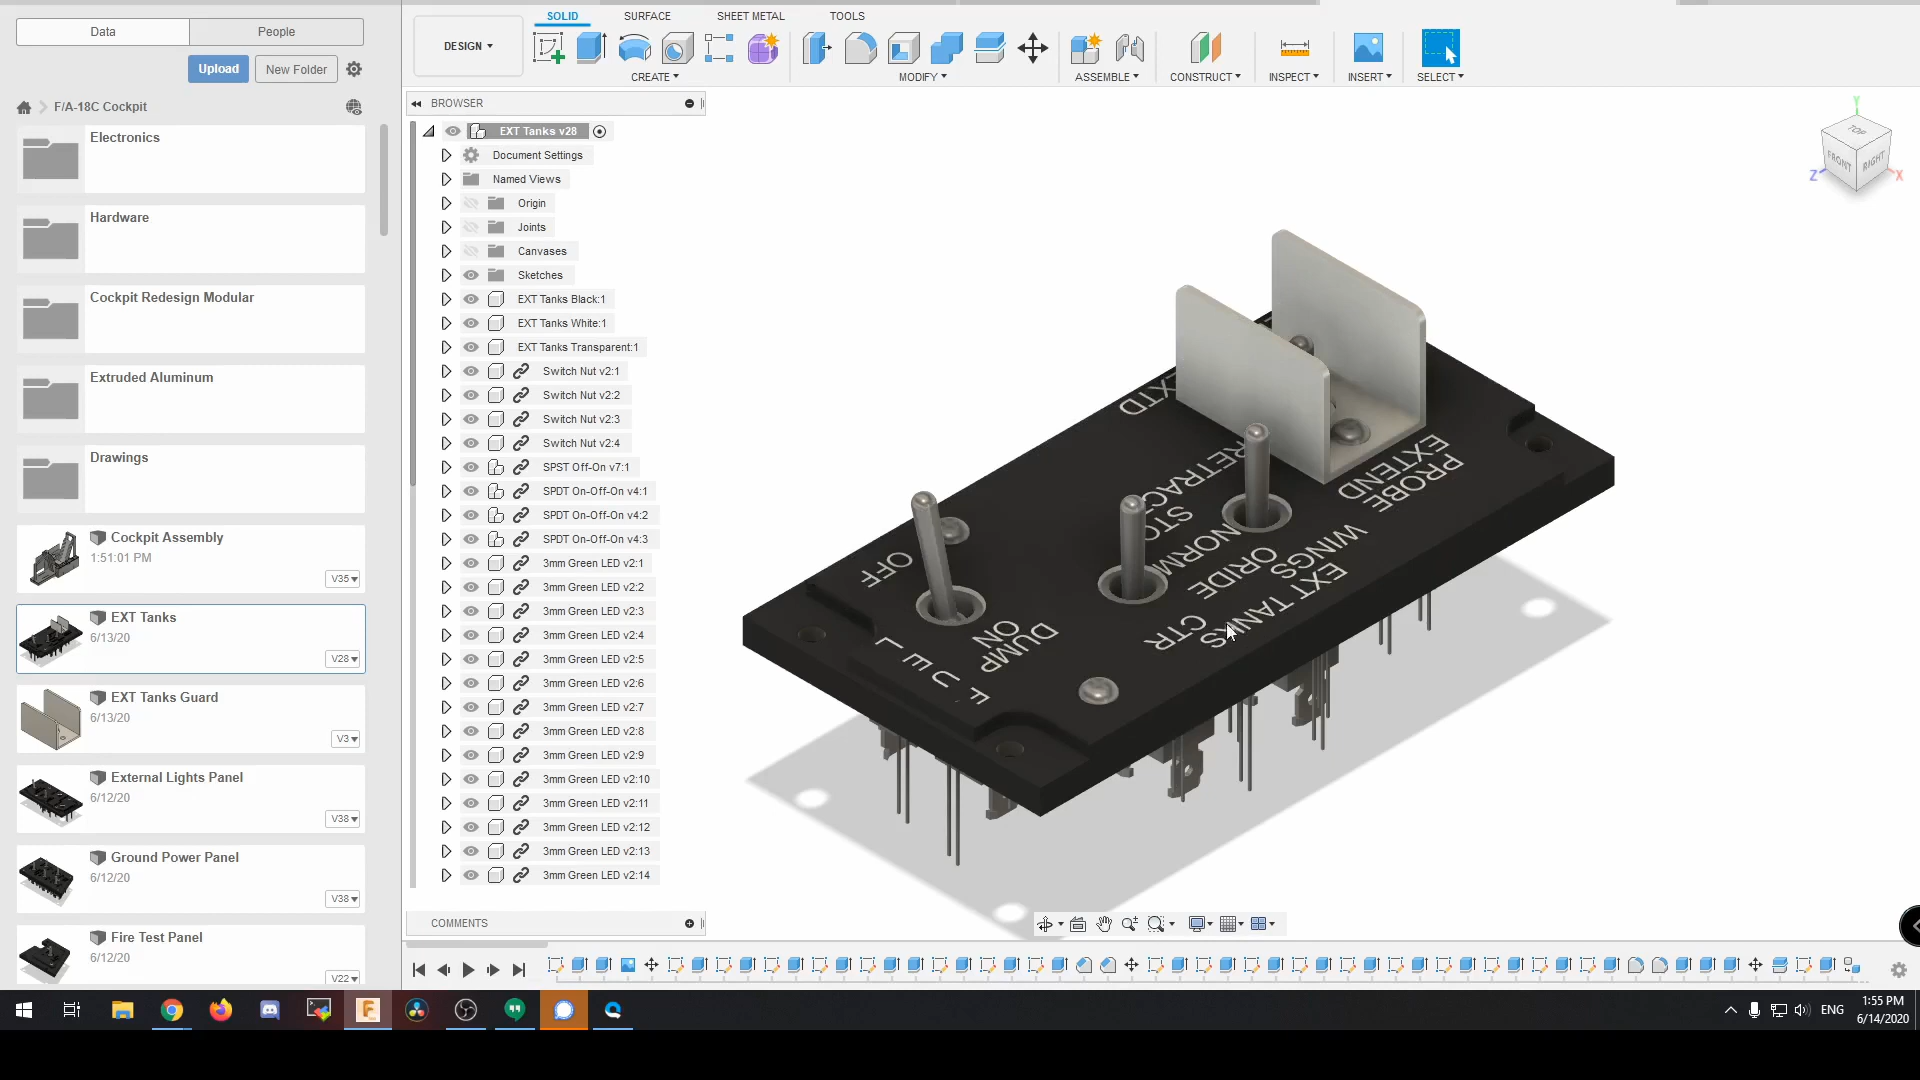 Data
People
Upload
New Folder
F/A-18C Cockpit
Electronics
Hardware
Cockpit Redesign Modular
Extruded Aluminum
Drawings
Cockpit Assembly
1:51:01 PM
V35
EXT Tanks
6/13/20
V28
EXT Tanks Guard
6/13/20
V3
External Lights Panel
6/12/20
V38
Ground Power Panel
6/12/20
V38
Fire Test Panel
6/12/20
V22
DESIGN
SOLID
SURFACE
SHEET METAL
TOOLS
CREATE
MODIFY
ASSEMBLE
CONSTRUCT
INSPECT
INSERT
SELECT
BROWSER
EXT Tanks v28
Document Settings
Named Views
Origin
Joints
Canvases
Sketches
EXT Tanks Black:1
EXT Tanks White:1
EXT Tanks Transparent:1
Switch Nut v2:1
Switch Nut v2:2
Switch Nut v2:3
Switch Nut v2:4
SPST Off-On v7:1
SPDT On-Off-On v4:1
SPDT On-Off-On v4:2
SPDT On-Off-On v4:3
3mm Green LED v2:1
3mm Green LED v2:2
3mm Green LED v2:3
3mm Green LED v2:4
3mm Green LED v2:5
3mm Green LED v2:6
3mm Green LED v2:7
3mm Green LED v2:8
3mm Green LED v2:9
3mm Green LED v2:10
3mm Green LED v2:11
3mm Green LED v2:12
3mm Green LED v2:13
3mm Green LED v2:14
COMMENTS
Y
TOP
FRONT
RIGHT
Z
X
PROBE
EXTEND
RETRAC
EXTD
EXT TANKS
WINGS
CTR
ORIDE
NORM
STO
DUMP
ON
OFF
FUEL
ENG
1:55 PM
6/14/2020